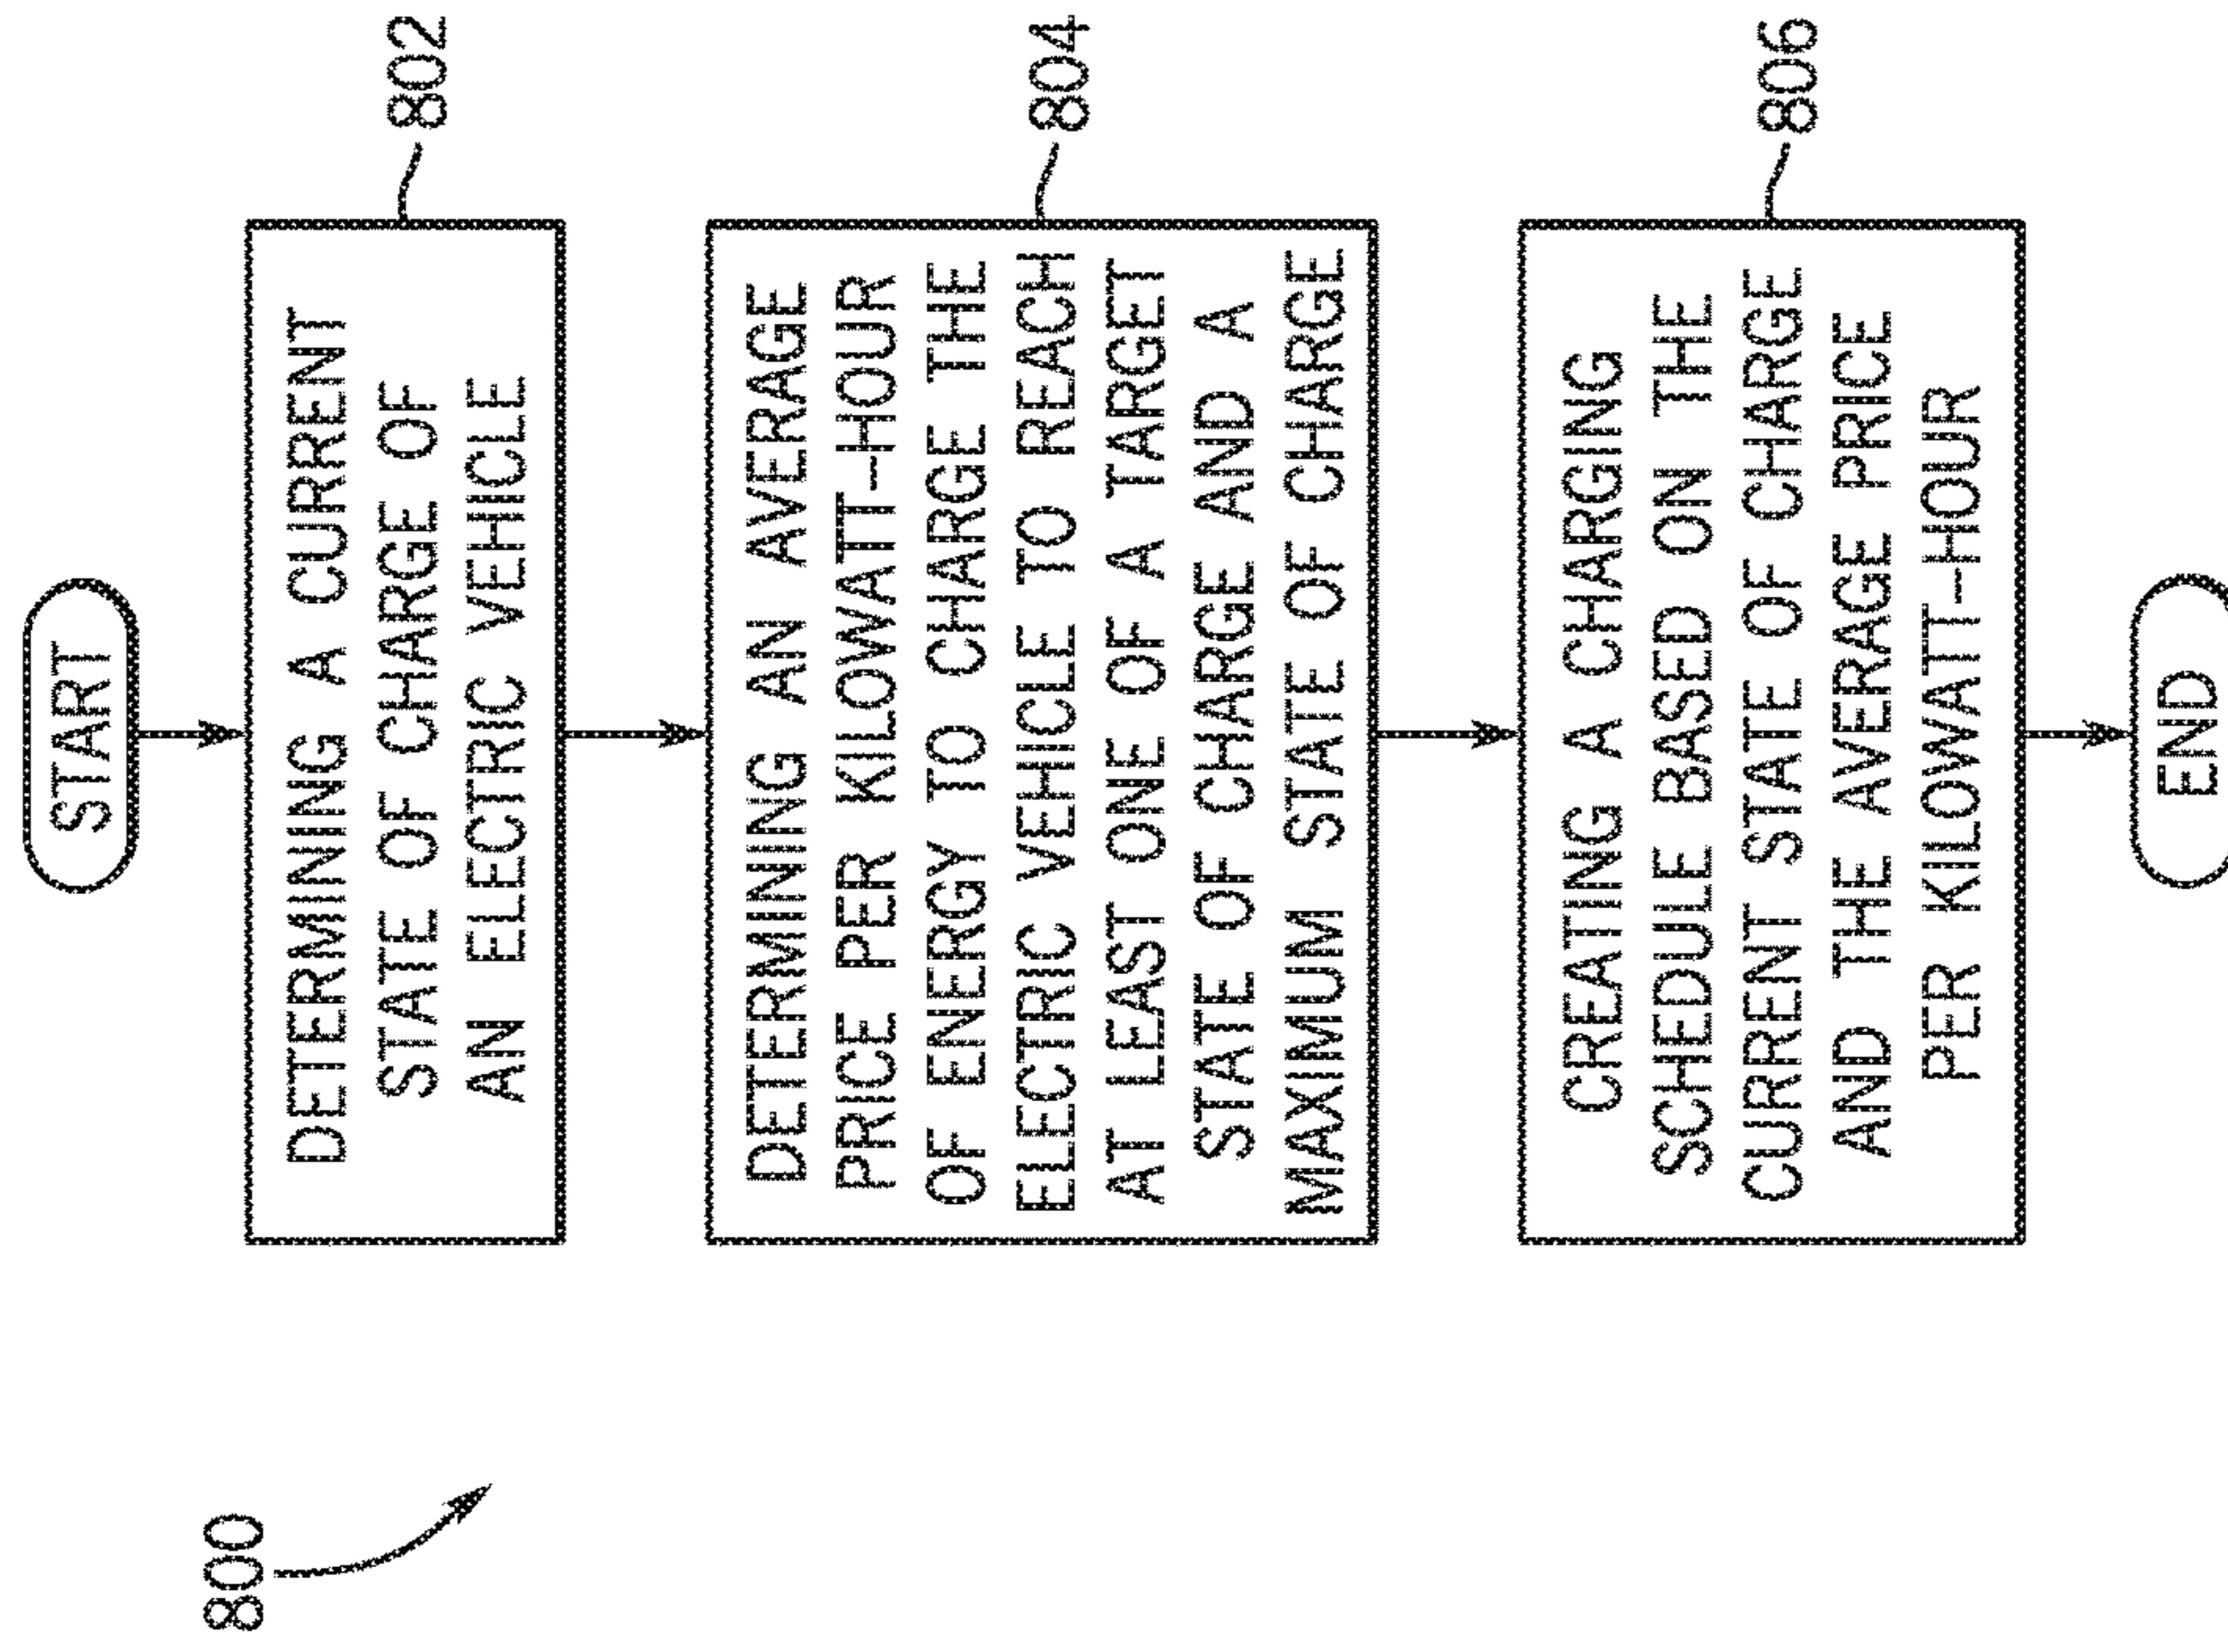 800
START
DETERMINING A CURRENT
STATE OF CHARGE OF
AN ELECTRIC VEHICLE
802
DETERMINING AN AVERAGE
PRICE PER KILOWATT-HOUR
OF ENERGY TO CHARGE THE
ELECTRIC VEHICLE TO REACH
AT LEAST ONE OF A TARGET
STATE OF CHARGE AND A
MAXIMUM STATE OF CHARGE
804
CREATING A CHARGING
SCHEDULE BASED ON THE
CURRENT STATE OF CHARGE
AND THE AVERAGE PRICE
PER KILOWATT-HOUR
806
END